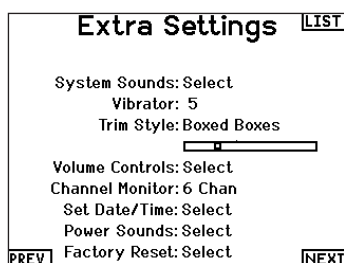 Extra Settings LIST
System Sounds: Select
Vibrator: 5
Trim Style: Boxed Boxes
Volume Controls: Select
Channel Monitor: 6 Chan
Set Date/Time: Select
Power Sounds: Select
Factory Reset: Select
PREV NEXT